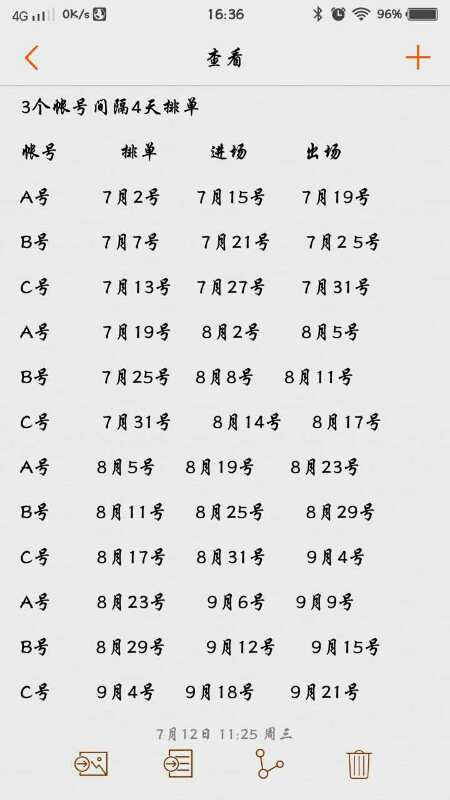 4G 0K/s 16:36 96%
查看
3个帐号间隔4天排单
帐号 排单 进场 出场
A号 7月2号 7月15号 7月19号
B号 7月7号 7月21号 7月2 5号
C号 7月13号 7月27号 7月31号
A号 7月19号 8月2号 8月5号
B号 7月25号 8月8号 8月11号
C号 7月31号 8月14号 8月17号
A号 8月5号 8月19号 8月23号
B号 8月11号 8月25号 8月29号
C号 8月17号 8月31号 9月4号
A号 8月23号 9月6号 9月9号
B号 8月29号 9月12号 9月15号
C号 9月4号 9月18号 9月21号
7月12日 11:25 周三